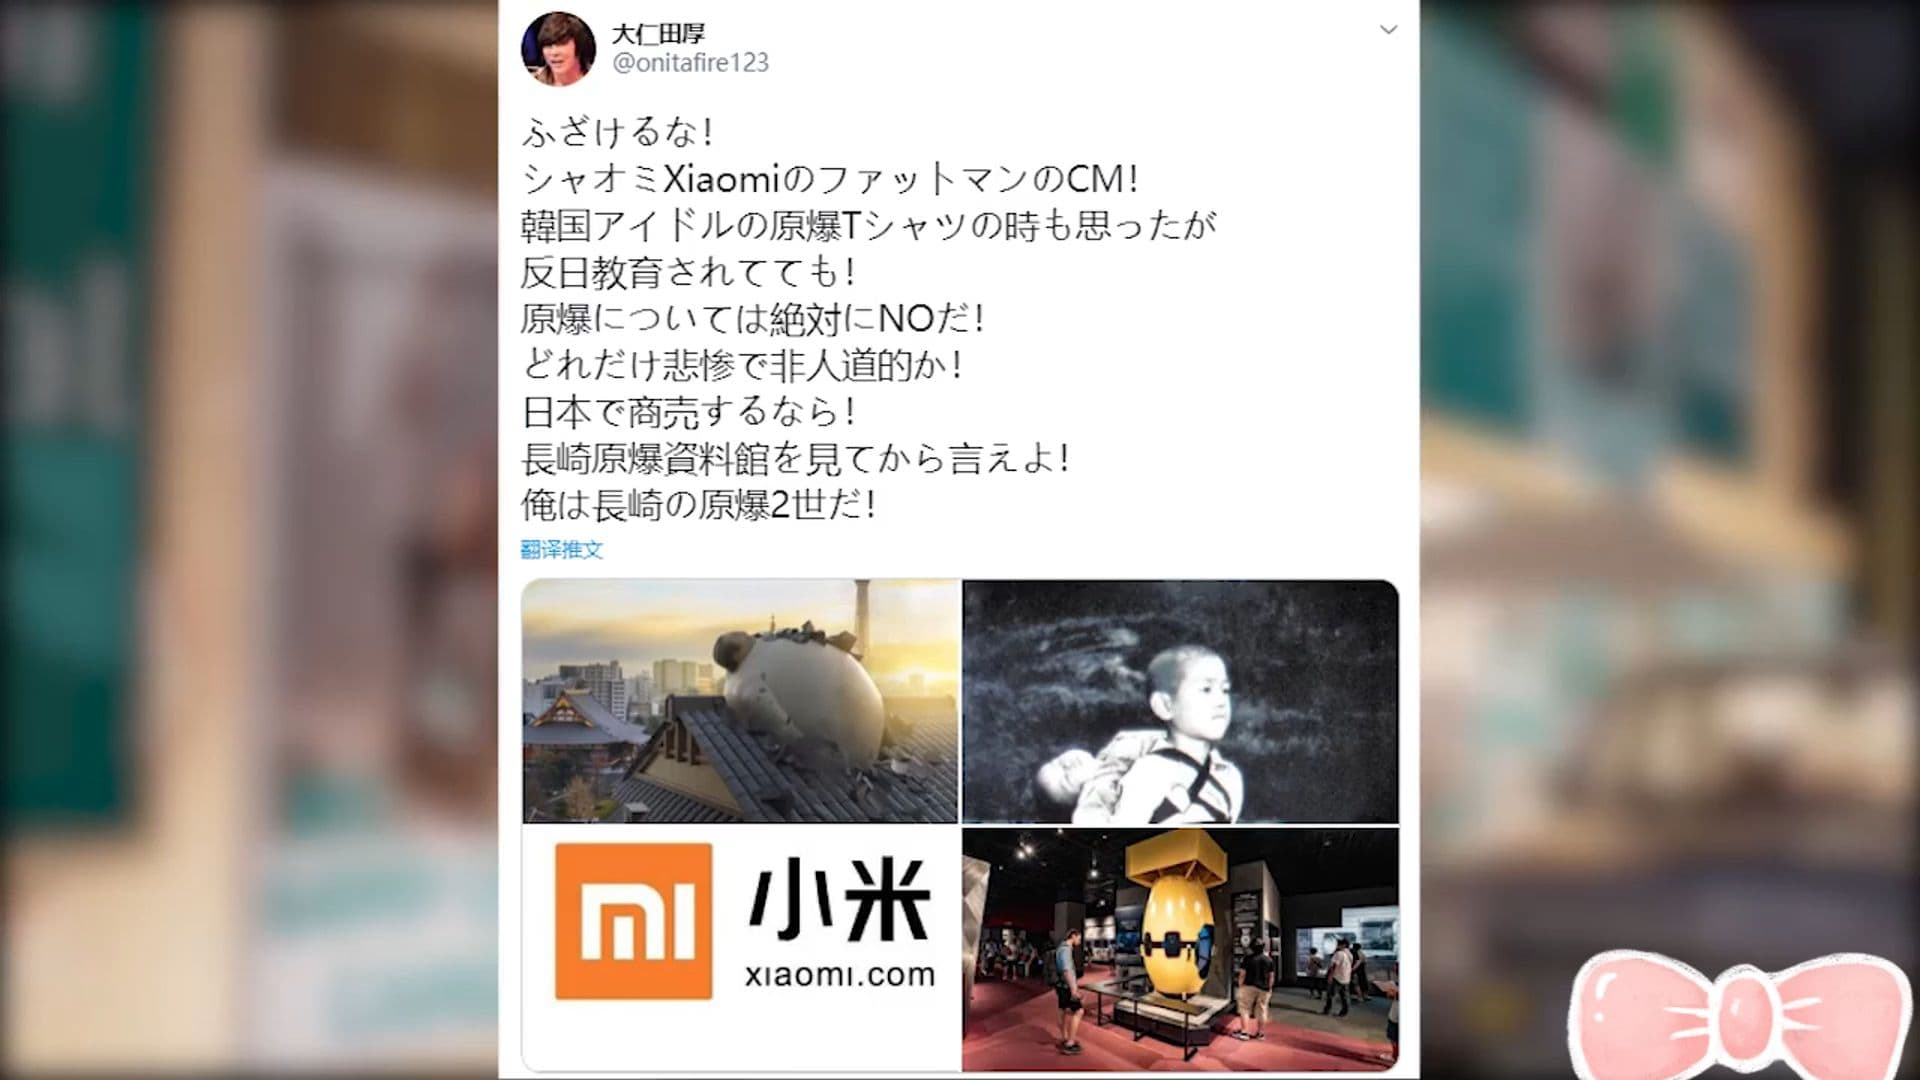 大仁田厚
@onitafire123
ふざけるな!
シャオミXiaomiのファットマンのCM!
韓国アイドルの原爆Tシャツの時も思ったが
反日教育されてても!
原爆については絶対にNOだ!
どれだけ悲惨で非人道的か!
日本で商売するなら!
長崎原爆資料館を見てから言えよ!
俺は長崎の原爆2世だ!
翻译推文
mi 小米
xiaomi.com